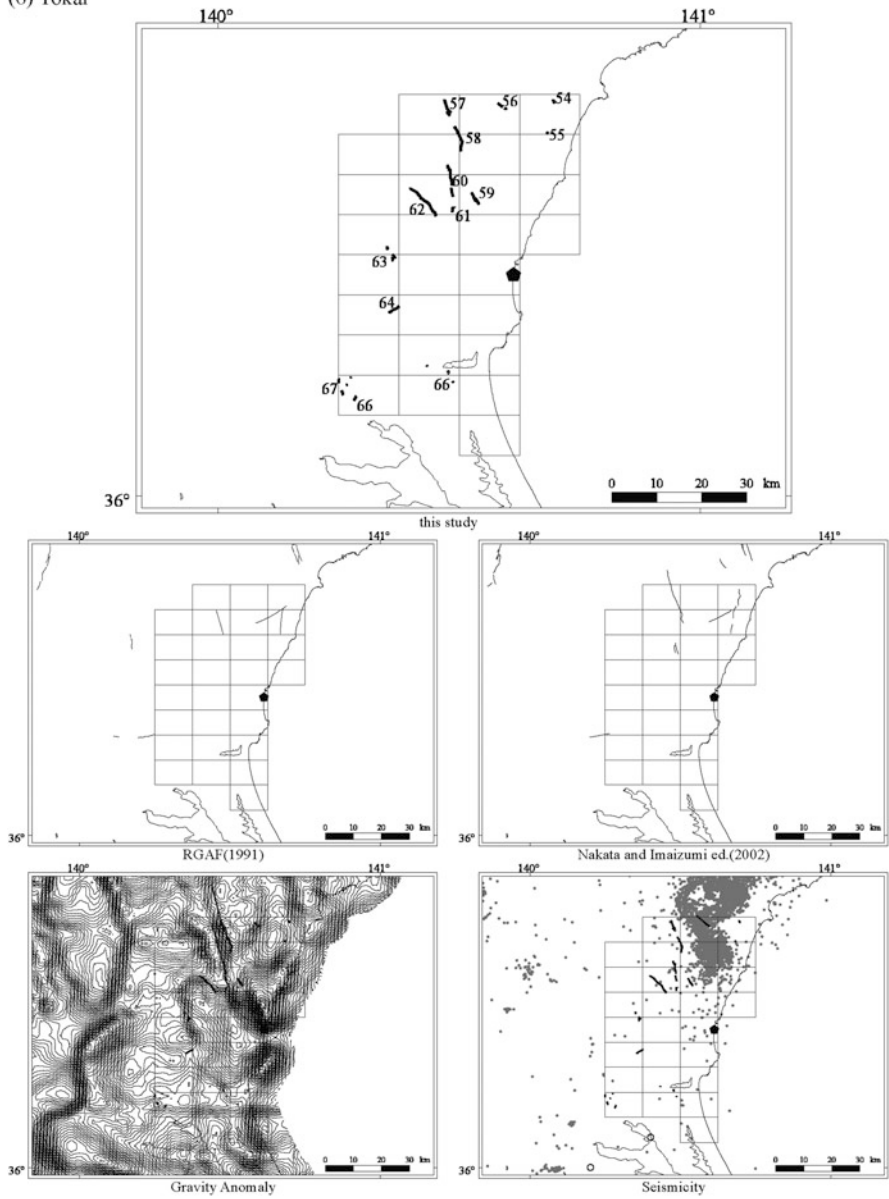 (6) Tokai
140° 141°
57 56 54
58 55
60 59
62 61
63
64
67 66 66
36°
0 10 20 30 km
this study
140° 141° 140° 141°
36° 0 10 20 30 km 36° 0 10 20 30 km
RGAF(1991) Nakata and Imaizumi ed.(2002)
140° 141° 140° 141°
36° 0 10 20 30 km 36° 0 10 20 30 km
Gravity Anomaly Seismicity